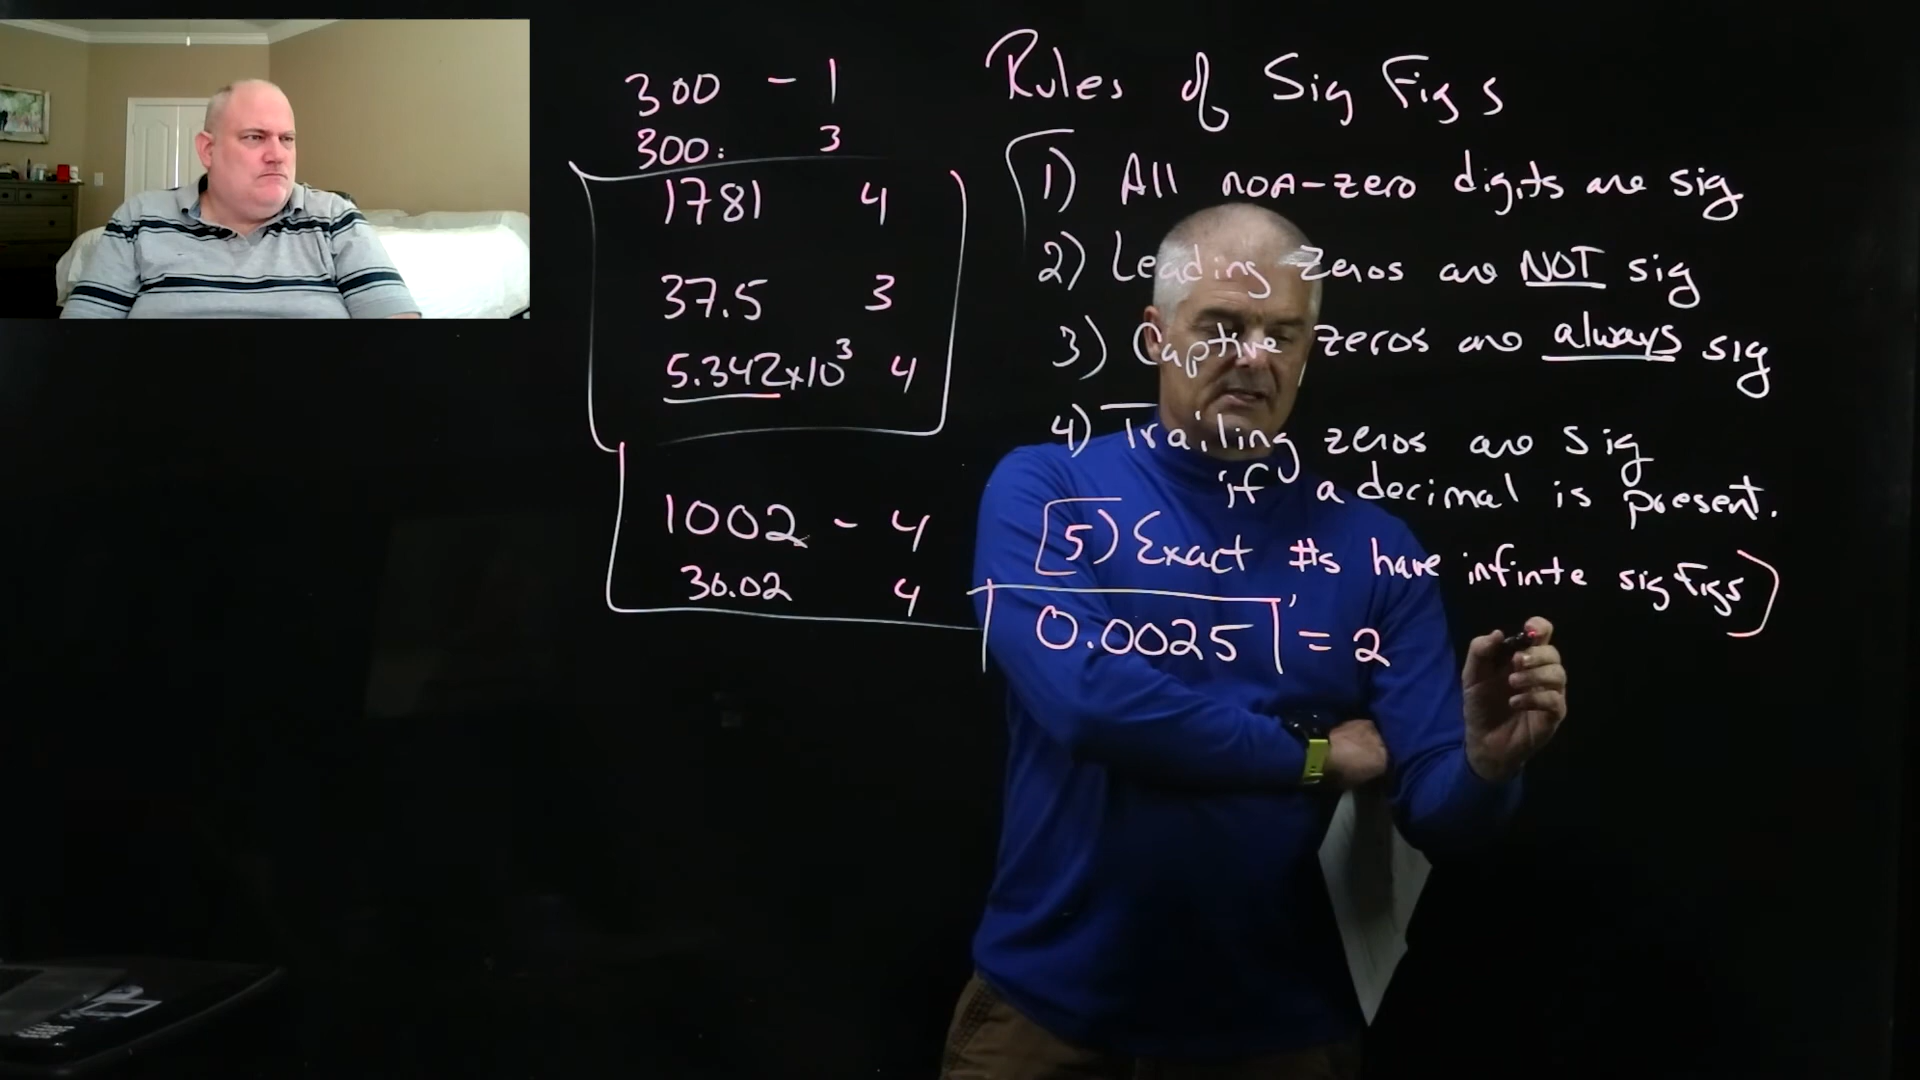 300 - 1
300. 3
1781 4
37.5 3
5.342x10³ 4
1002 - 4
30.02 4
Rules of Sig Figs
1) All non-zero digits are sig
2) Leading zeros are NOT sig
3) Captive zeros are always sig
4) Trailing zeros are sig
if a decimal is present.
5) Exact #s have infinte sig figs
0.0025 = 2